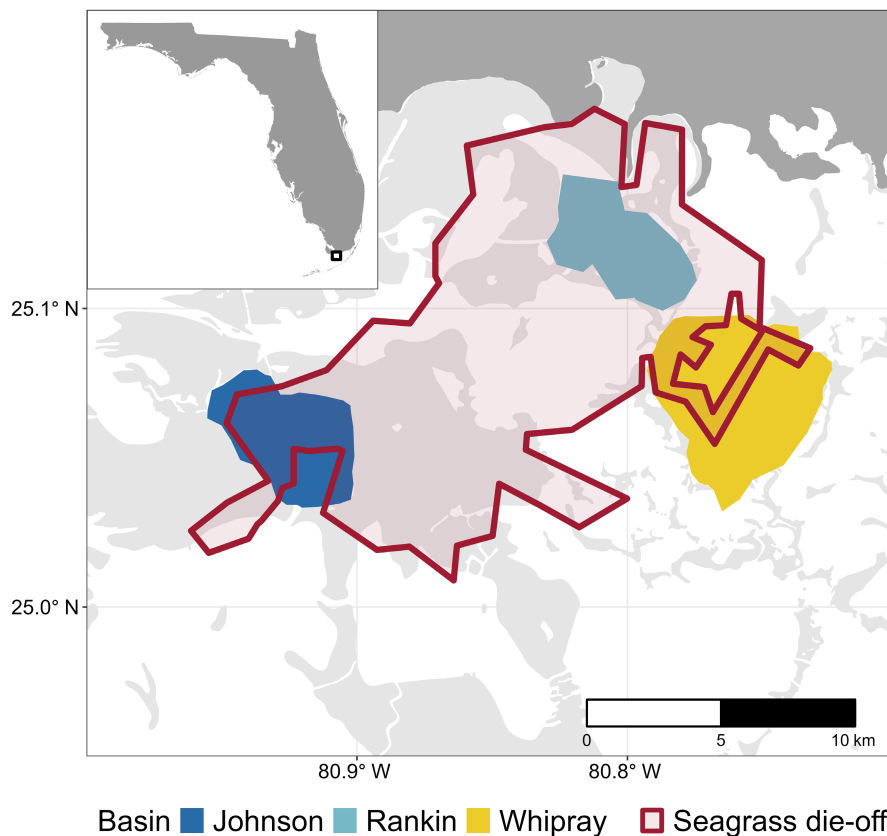 25.1° N
25.0° N
0 5 10 km
80.9° W 80.8° W
Basin Johnson Rankin Whipray Seagrass die-off